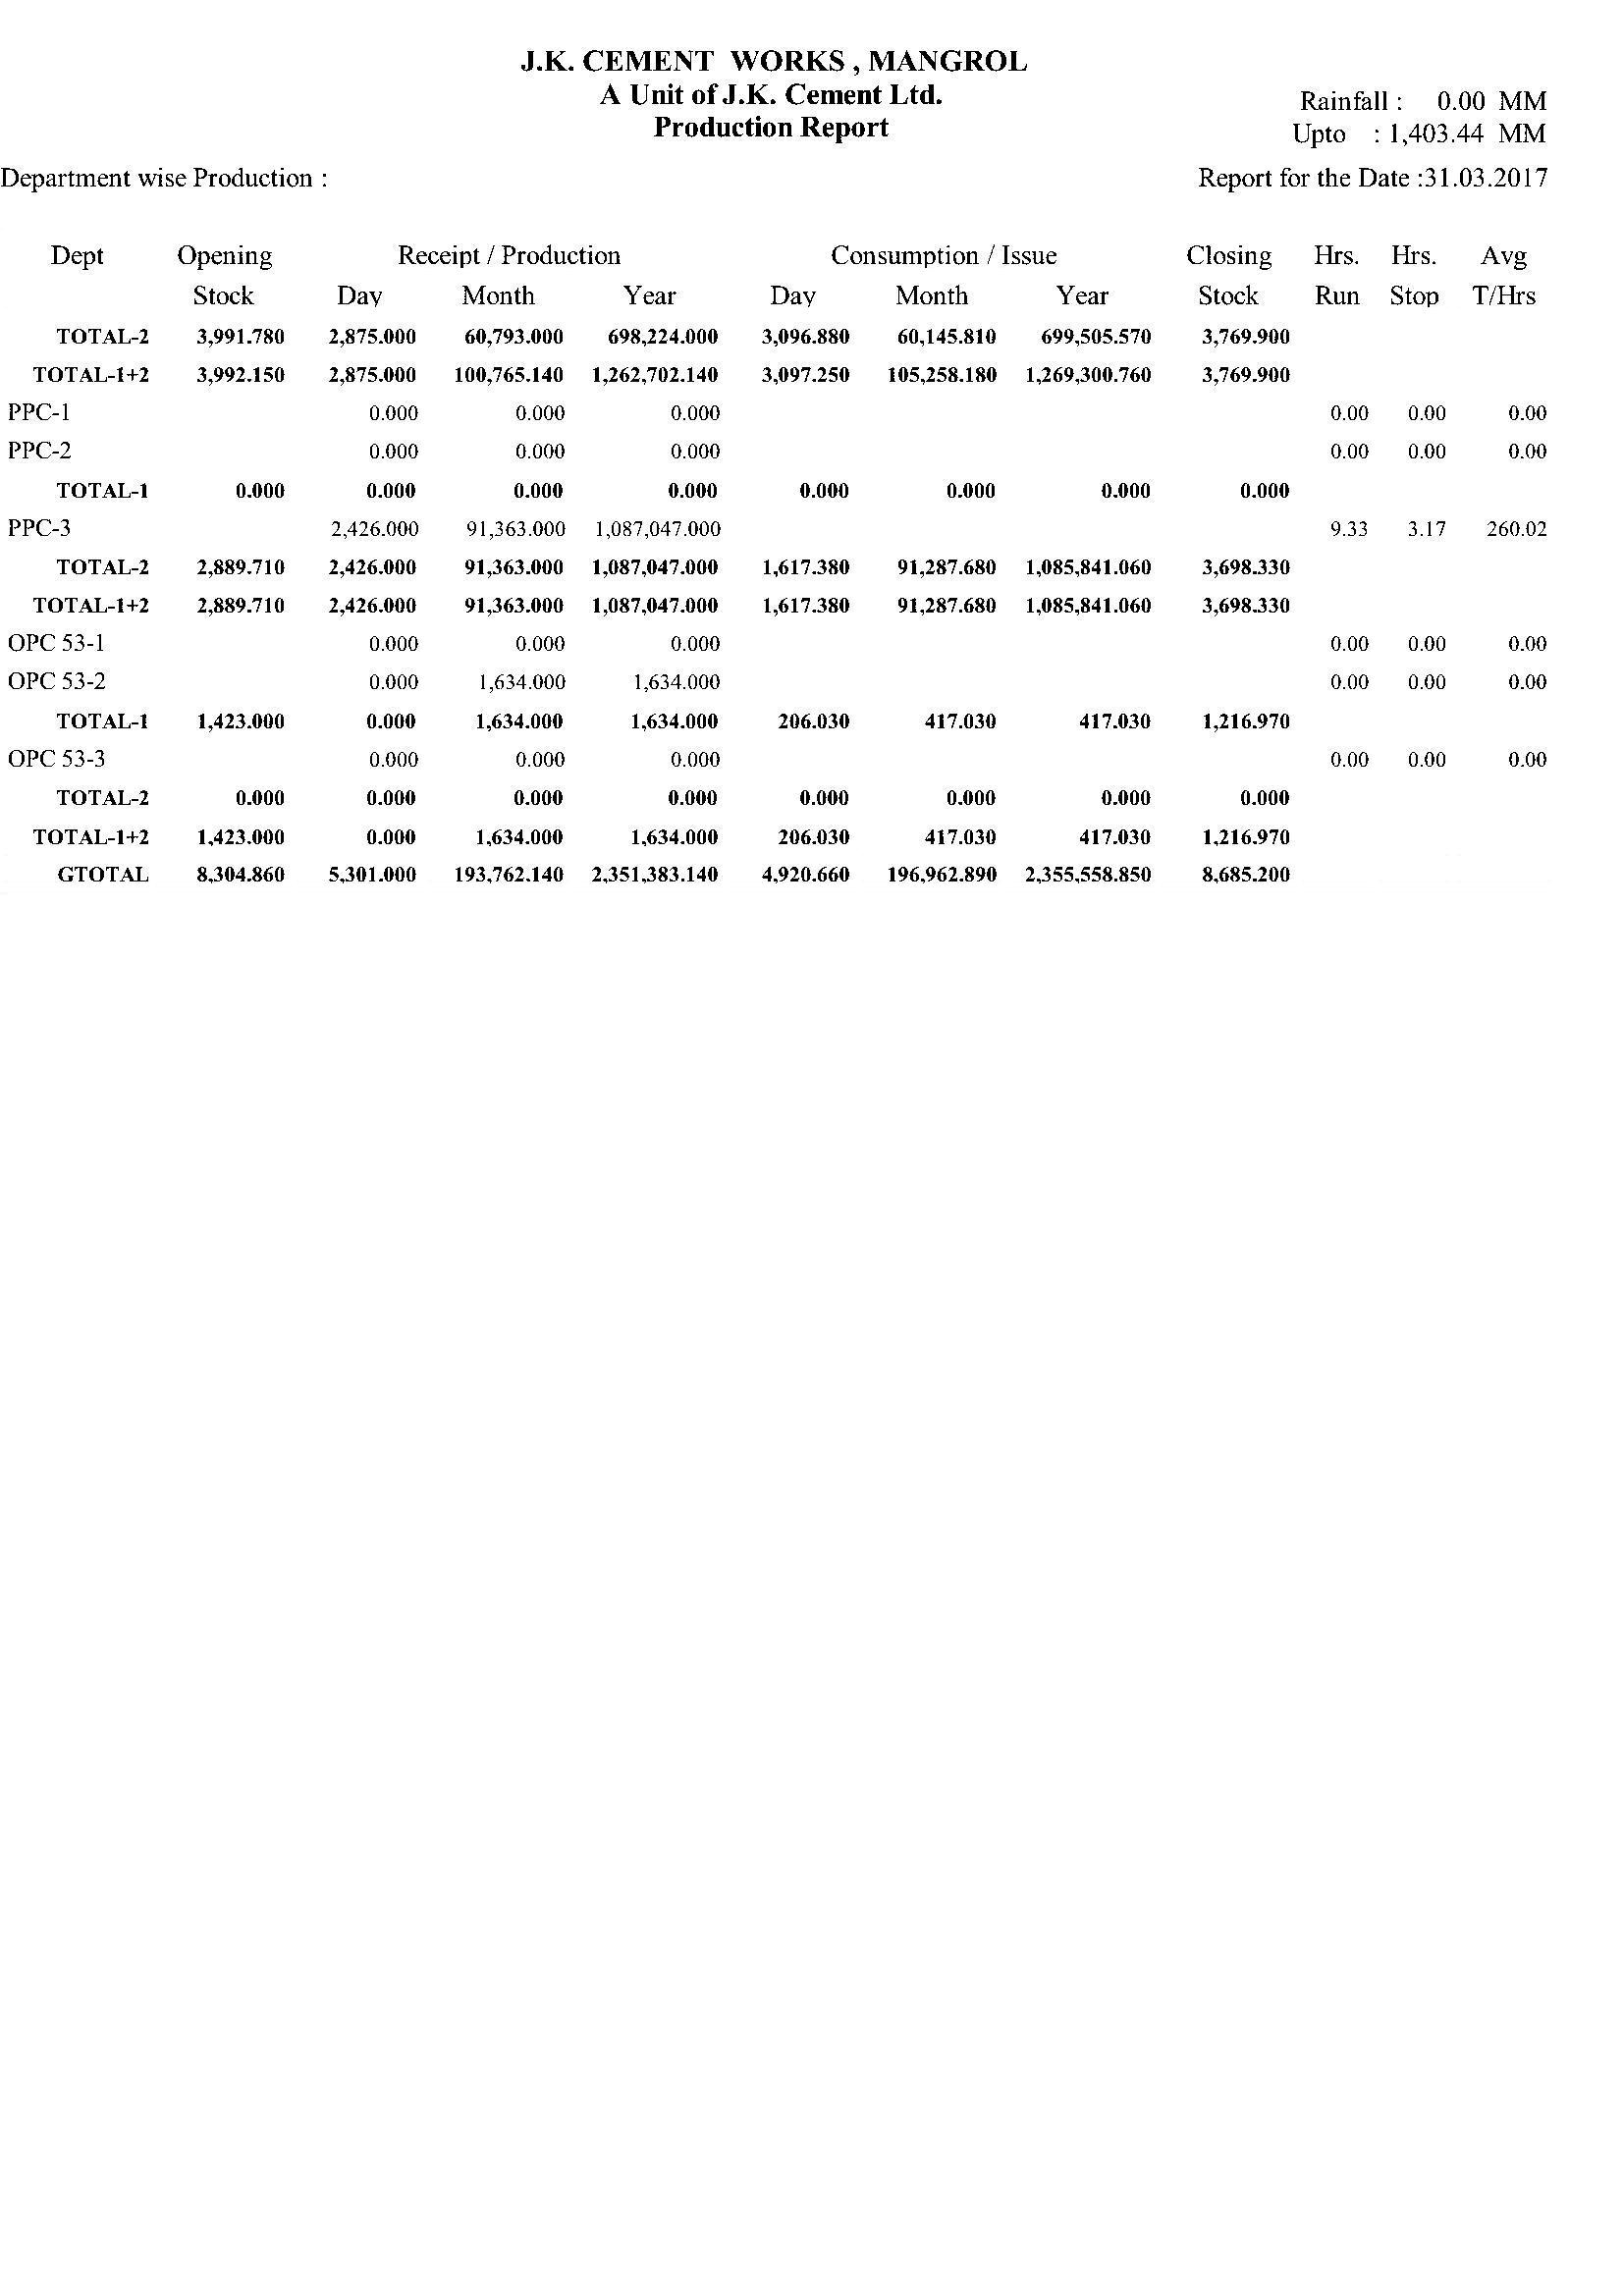 J.K. CEMENT WORKS , MANGROL
A Unit of J.K. Cement Ltd.
Production Report
Rainfall : 0.00 MM
Upto : 1,403.44 MM
Department wise Production :
Report for the Date :31.03.2017
Dept Opening Receipt / Production Consumption / Issue Closing Hrs. Hrs. Avg
Stock Day Month Year Day Month Year Stock Run Stop T/Hrs
TOTAL-2 3,991.780 2,875.000 60,793.000 698,224.000 3,096.880 60,145.810 699,505.570 3,769.900
TOTAL-1+2 3,992.150 2,875.000 100,765.140 1,262,702.140 3,097.250 105,258.180 1,269,300.760 3,769.900
PPC-1 0.000 0.000 0.000 0.00 0.00 0.00
PPC-2 0.000 0.000 0.000 0.00 0.00 0.00
TOTAL-1 0.000 0.000 0.000 0.000 0.000 0.000 0.000 0.000
PPC-3 2,426.000 91,363.000 1,087,047.000 9.33 3.17 260.02
TOTAL-2 2,889.710 2,426.000 91,363.000 1,087,047.000 1,617.380 91,287.680 1,085,841.060 3,698.330
TOTAL-1+2 2,889.710 2,426.000 91,363.000 1,087,047.000 1,617.380 91,287.680 1,085,841.060 3,698.330
OPC 53-1 0.000 0.000 0.000 0.00 0.00 0.00
OPC 53-2 0.000 1,634.000 1,634.000 0.00 0.00 0.00
TOTAL-1 1,423.000 0.000 1,634.000 1,634.000 206.030 417.030 417.030 1,216.970
OPC 53-3 0.000 0.000 0.000 0.00 0.00 0.00
TOTAL-2 0.000 0.000 0.000 0.000 0.000 0.000 0.000 0.000
TOTAL-1+2 1,423.000 0.000 1,634.000 1,634.000 206.030 417.030 417.030 1,216.970
GTOTAL 8,304.860 5,301.000 193,762.140 2,351,383.140 4,920.660 196,962.890 2,355,558.850 8,685.200